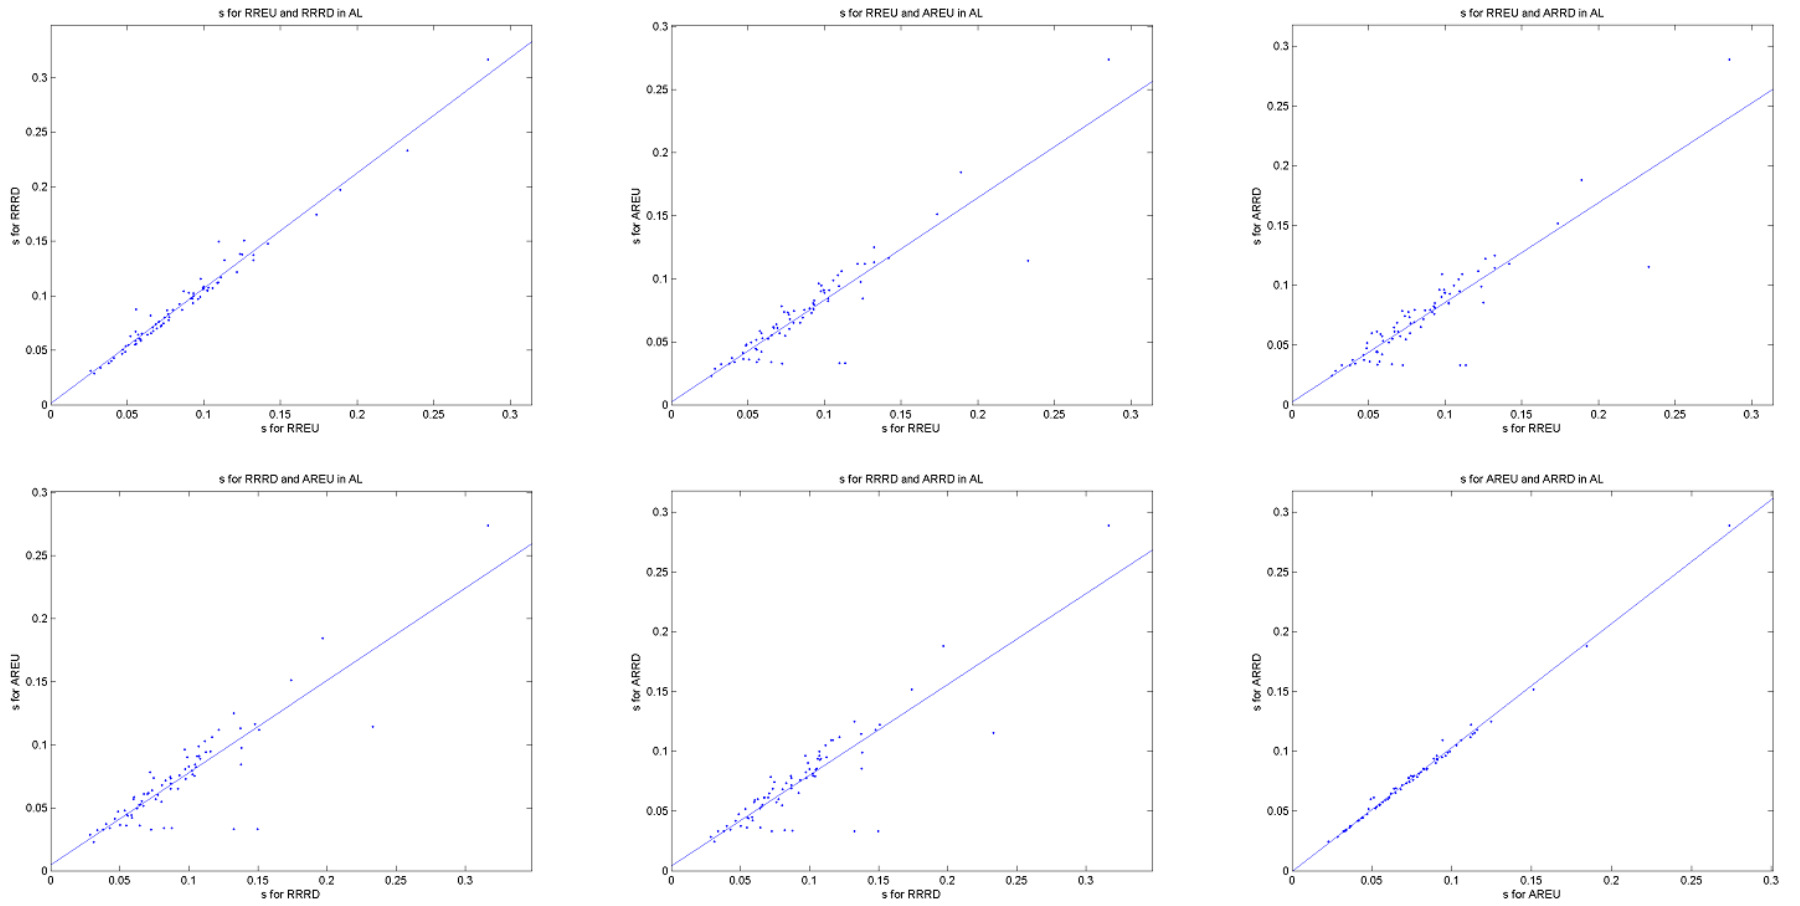 s for RREU and RRRD in AL
0.3
0.25
0.2
0.15
0.1
0.05
0
s for RRRD
0 0.05 0.1 0.15 0.2 0.25 0.3
s for RREU
s for RREU and AREU in AL
0.3
0.25
0.2
0.15
0.1
0.05
0
s for AREU
0 0.05 0.1 0.15 0.2 0.25 0.3
s for RREU
s for RREU and ARRD in AL
0.3
0.25
0.2
0.15
0.1
0.05
0
s for ARRD
0 0.05 0.1 0.15 0.2 0.25 0.3
s for RREU
s for RRRD and AREU in AL
0.3
0.25
0.2
0.15
0.1
0.05
0
s for AREU
0 0.05 0.1 0.15 0.2 0.25 0.3
s for RRRD
s for RRRD and ARRD in AL
0.3
0.25
0.2
0.15
0.1
0.05
0
s for ARRD
0 0.05 0.1 0.15 0.2 0.25 0.3
s for RRRD
s for AREU and ARRD in AL
0.3
0.25
0.2
0.15
0.1
0.05
0
s for ARRD
0 0.05 0.1 0.15 0.2 0.25 0.3
s for AREU